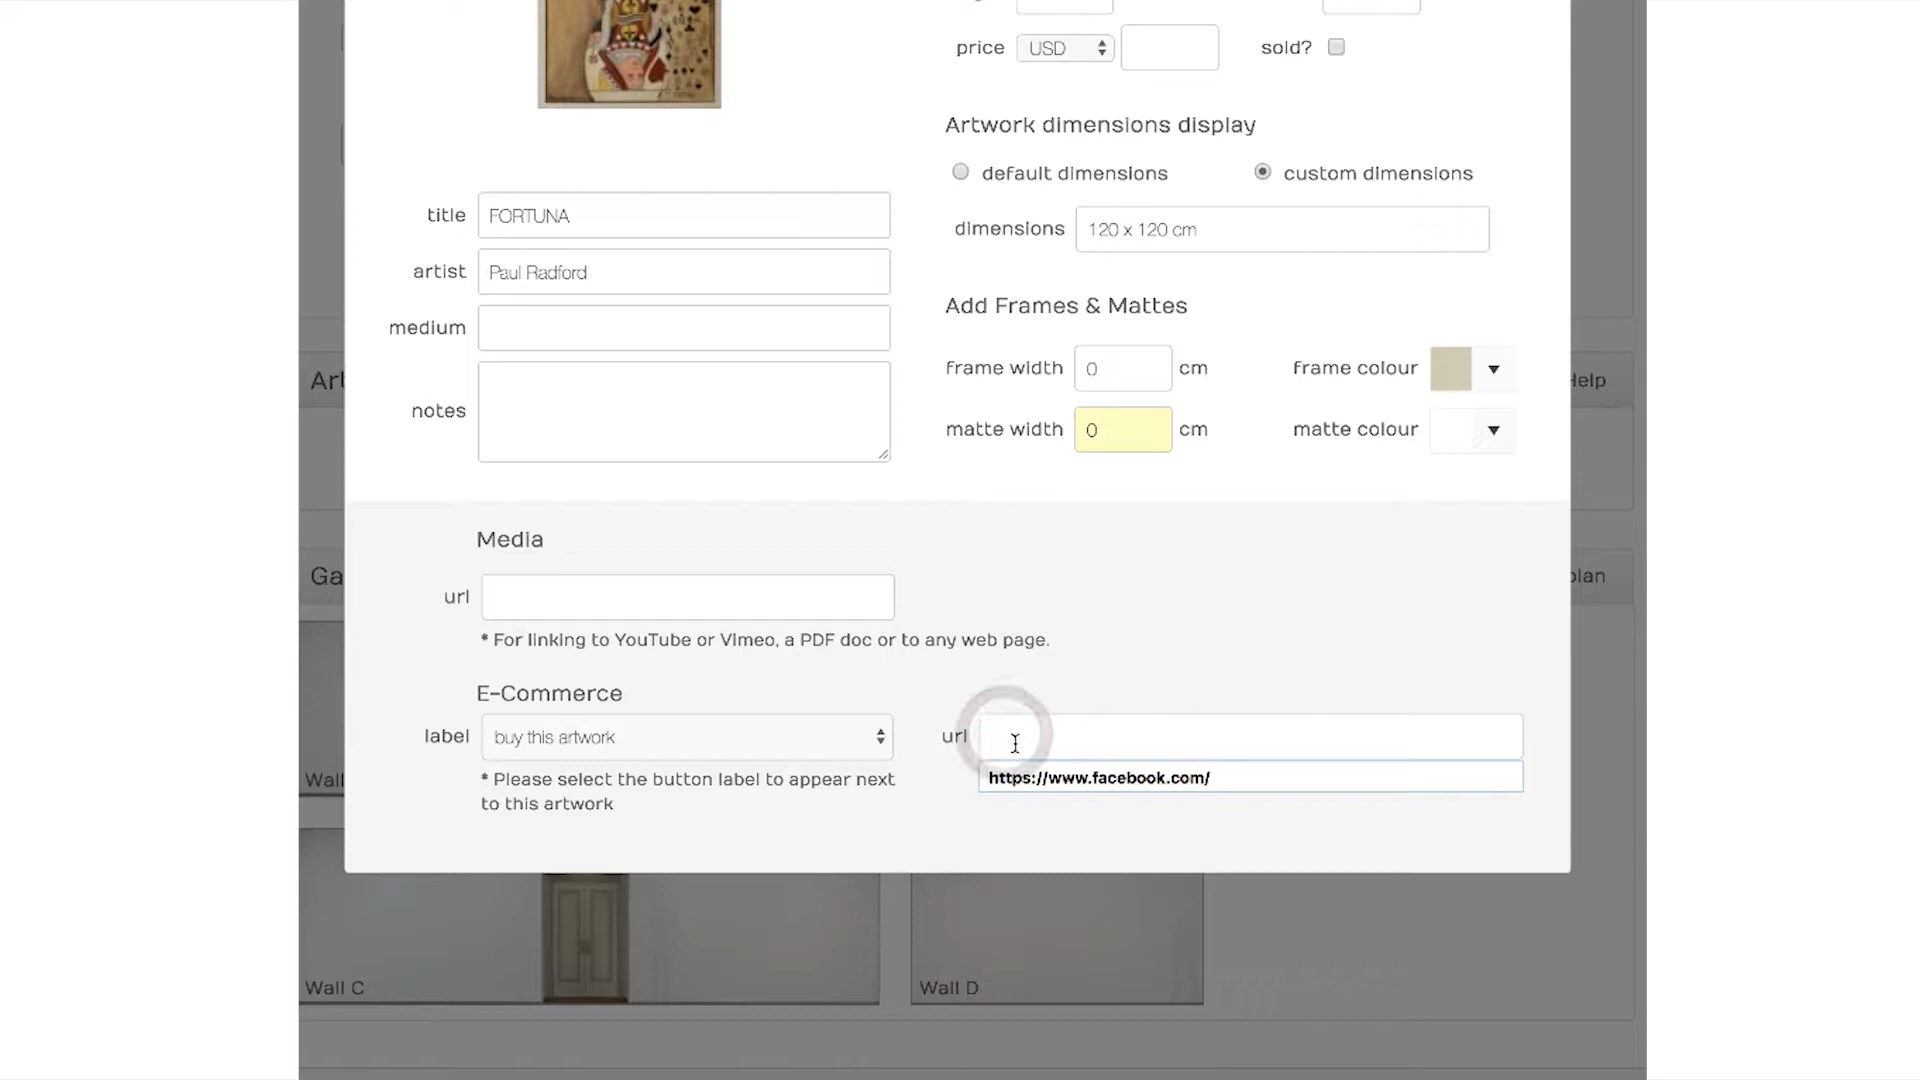 price USD sold?
Artwork dimensions display
default dimensions custom dimensions
title FORTUNA
dimensions 120 x 120 cm
artist Paul Radford
Add Frames & Mattes
medium
frame width 0 cm frame colour
notes
matte width 0 cm matte colour
Media
url
* For linking to YouTube or Vimeo, a PDF doc or to any web page.
E-Commerce
label buy this artwork url
https://www.facebook.com/
* Please select the button label to appear next
to this artwork
Wall C
Wall D